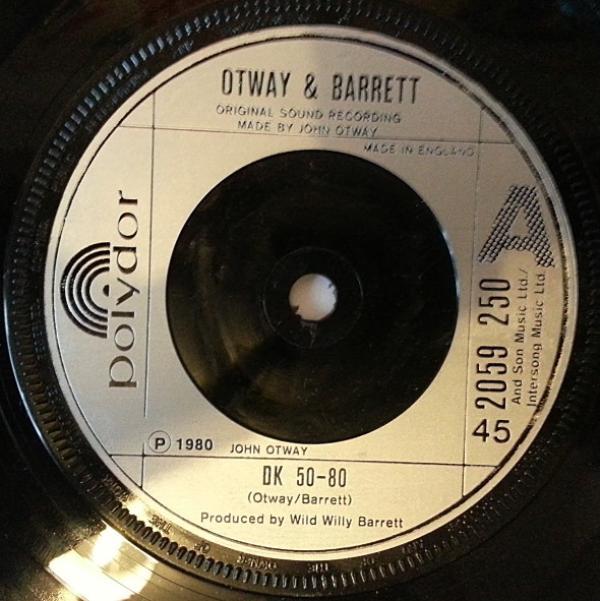 OTWAY & BARRETT
ORIGINAL SOUND RECORDING
MADE BY JOHN OTWAY
MADE IN ENGLAND
polydor
A
2059 250
And Son Music Ltd./
Intersong Music Ltd.
45
P 1980 JOHN OTWAY
DK 50-80
(Otway/Barrett)
Produced by Wild Willy Barrett